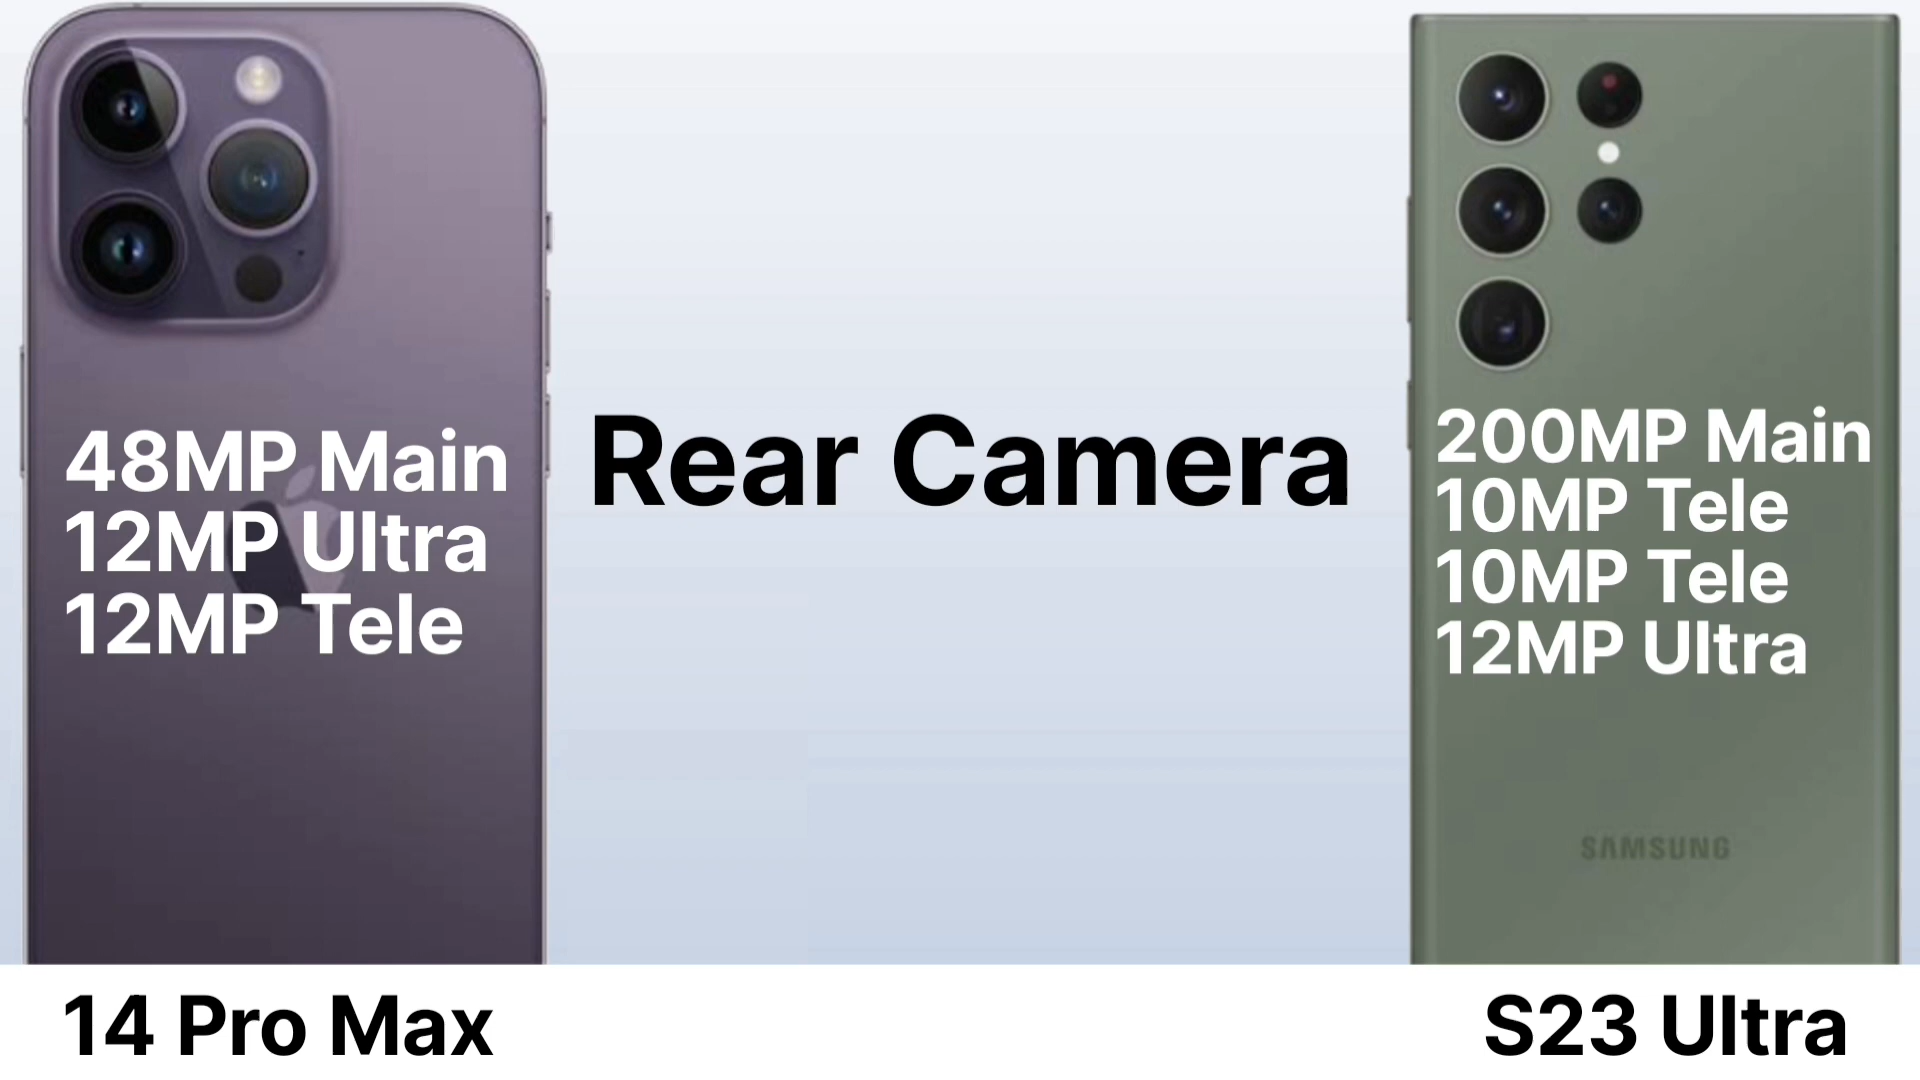 48MP Main
12MP Ultra
12MP Tele
Rear Camera
200MP Main
10MP Tele
10MP Tele
12MP Ultra
SAMSUNG
14 Pro Max
S23 Ultra